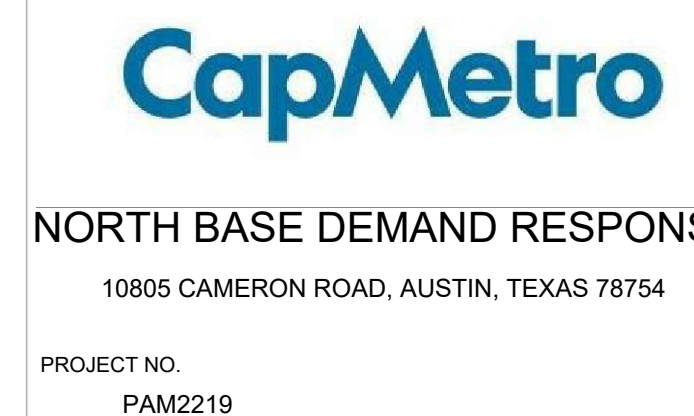 CapMetro
NORTH BASE DEMAND RESPONS
10805 CAMERON ROAD, AUSTIN, TEXAS 78754
PROJECT NO.
PAM2219